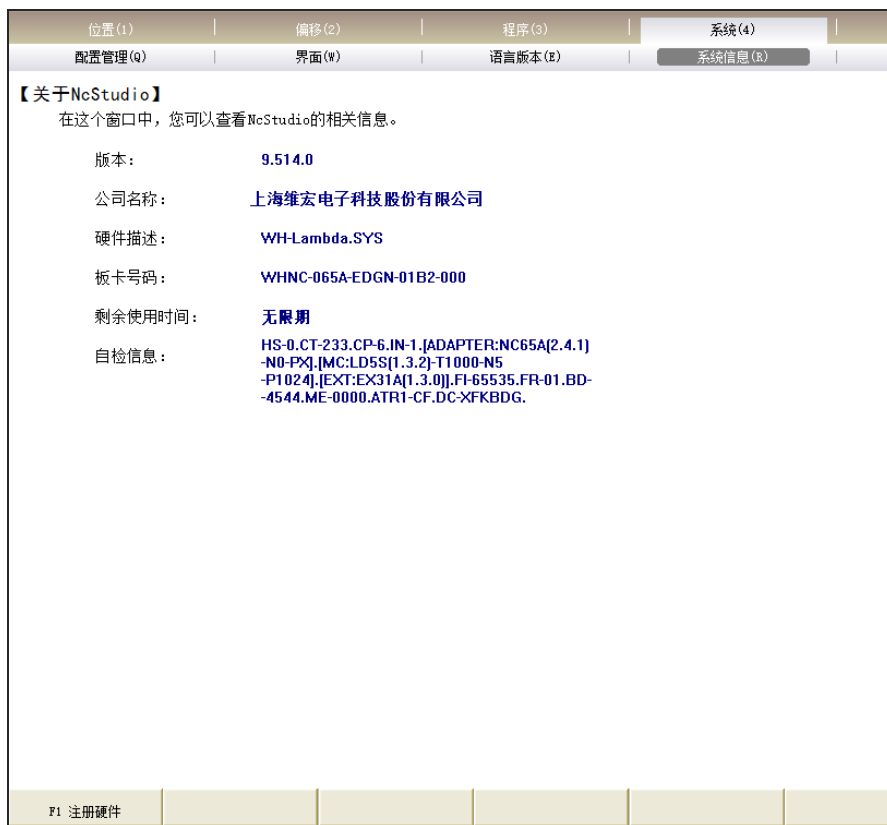 位置(1) 偏移(2) 程序(3) 系统(4)
配置管理(Q) 界面(W) 语言版本(E) 系统信息(R)
【关于NcStudio】
在这个窗口中，您可以查看NcStudio的相关信息。
版本： 9.514.0
公司名称： 上海维宏电子科技股份有限公司
硬件描述： WH-Lambda.SYS
板卡号码： WHNC-065A-EDGN-01B2-000
剩余使用时间： 无限期
自检信息： HS-0.CT-233.CP-6.IN-1.[ADAPTER:NC65A(2.4.1)
-N0-PX].[MC:LD5S(1.3.2)-T1000-N5
-P1024].[EXT:EX31A(1.3.0)].FI-65535.FR-01.BD-
-4544.ME-0000.ATR1-CF.DC-XFKBDG.
F1 注册硬件